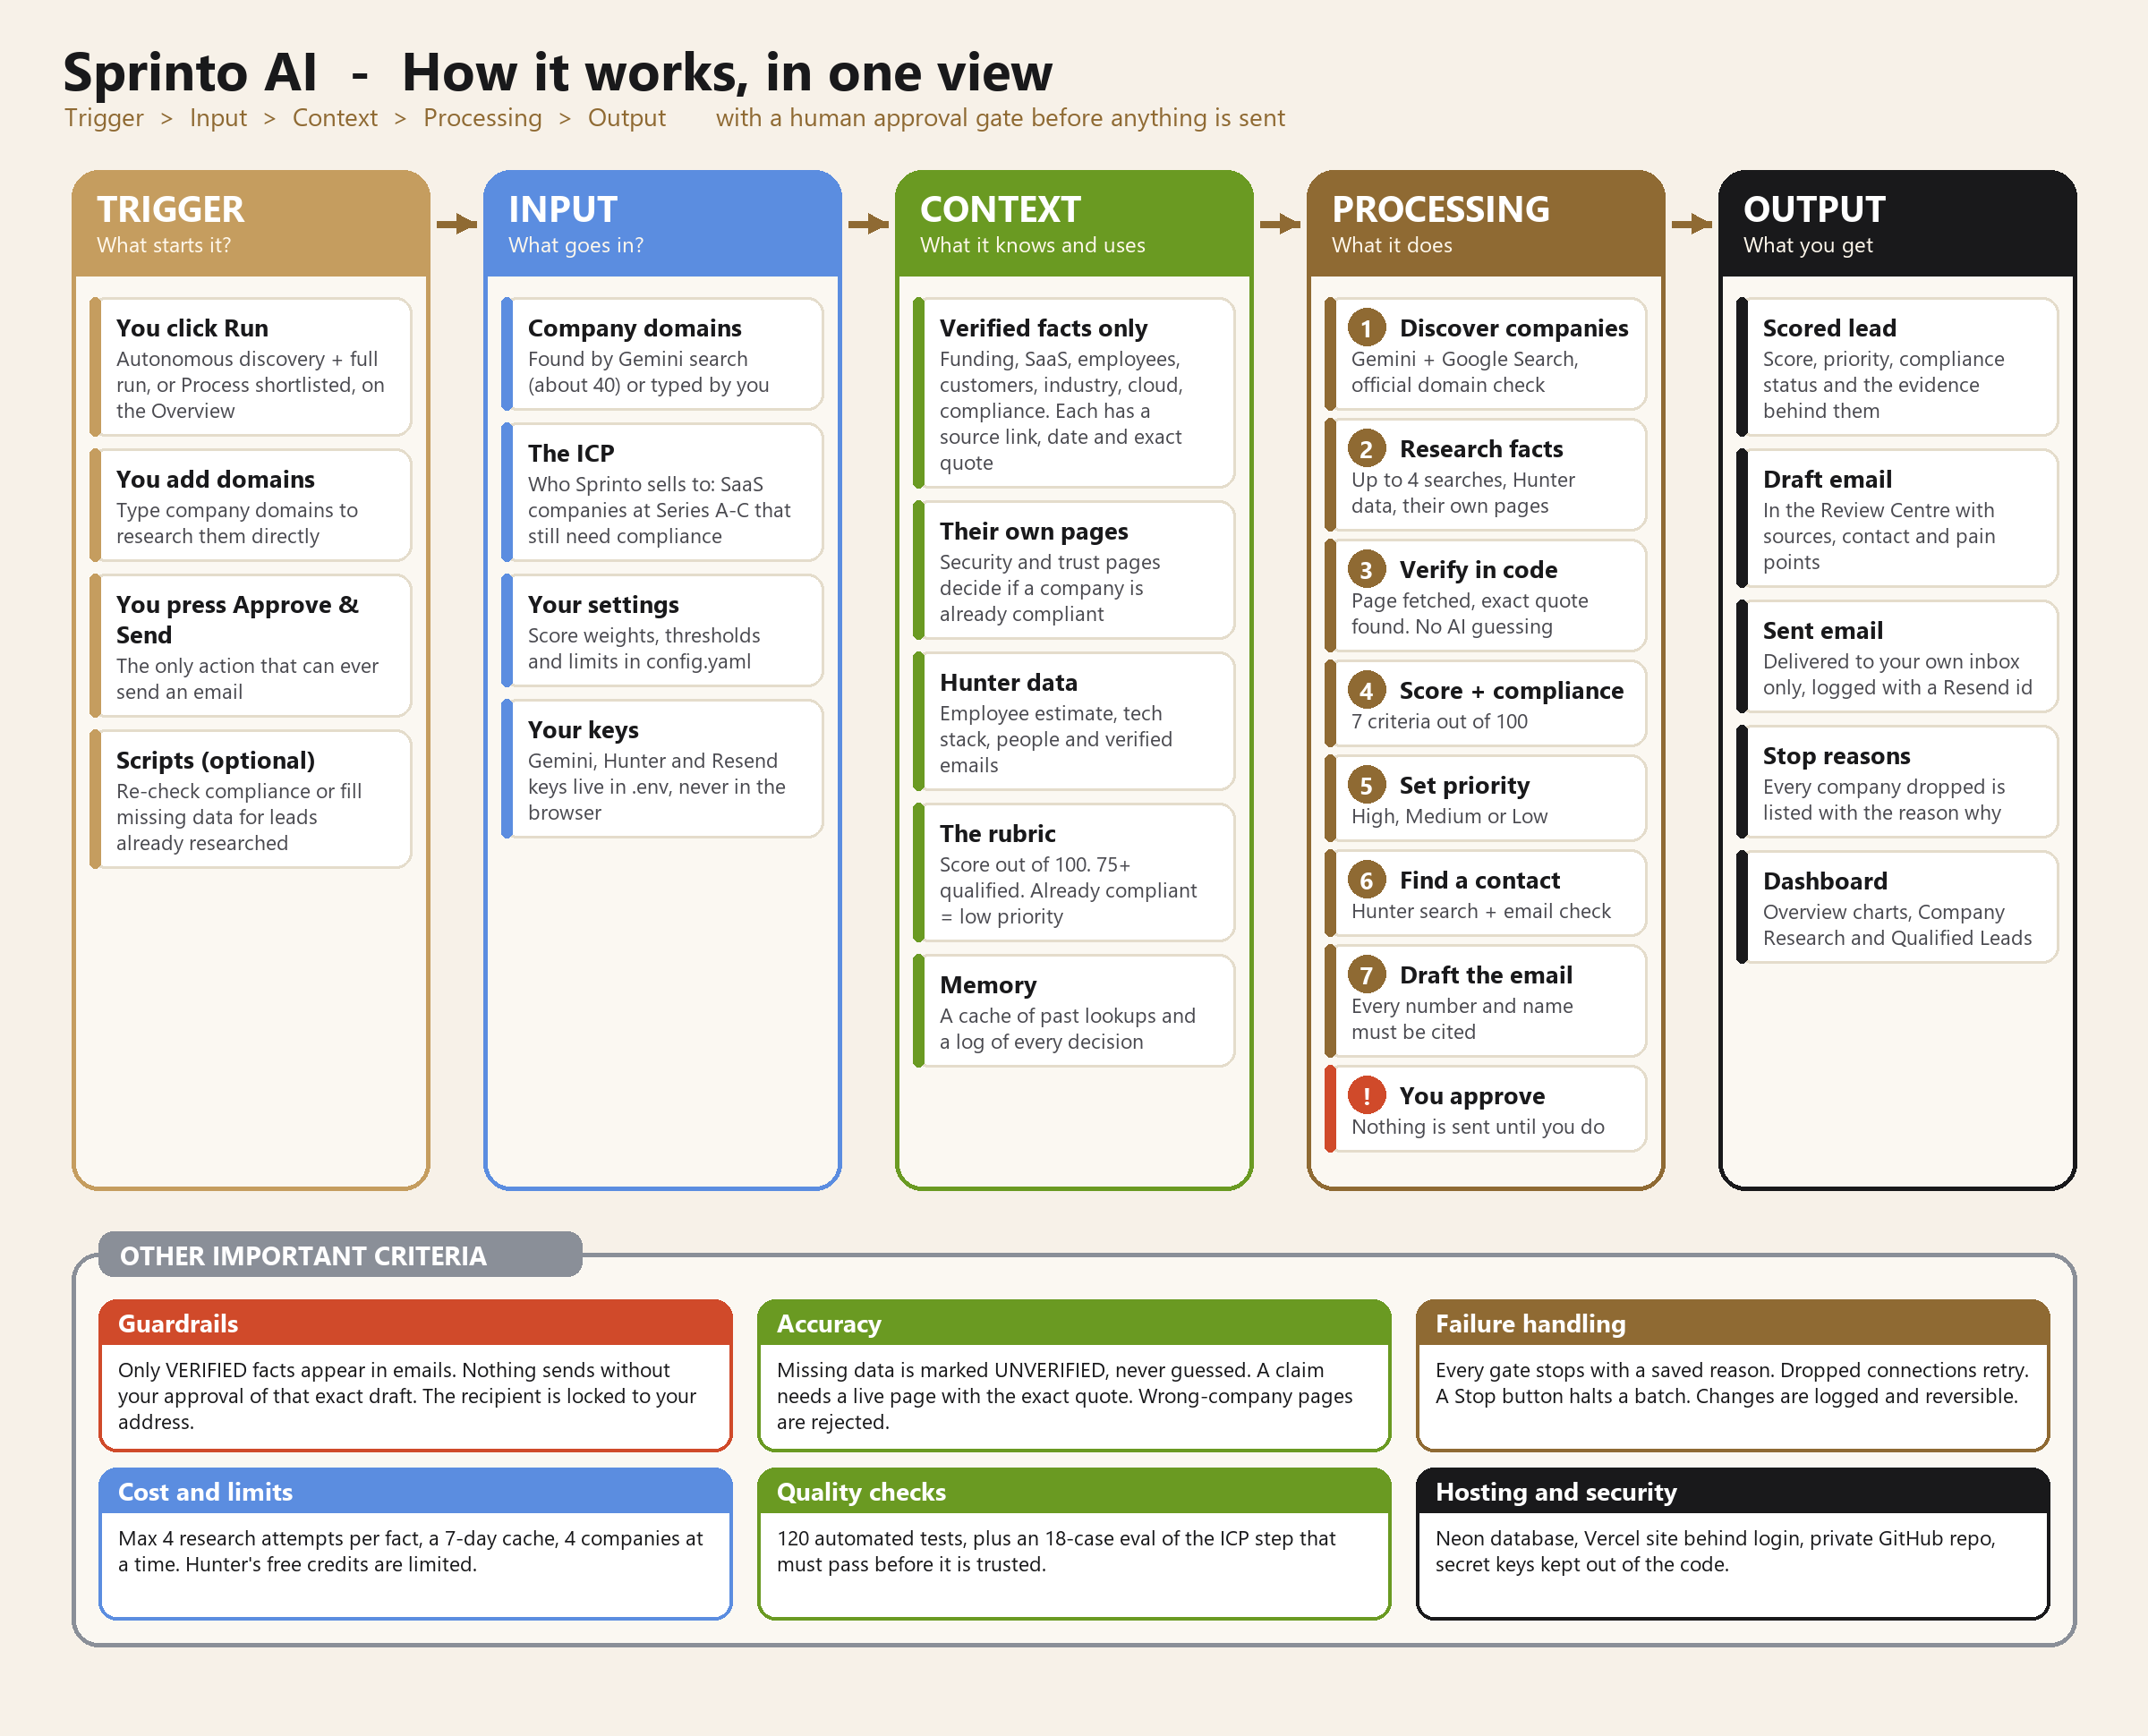 Sprinto AI - How it works, in one view
Trigger > Input > Context > Processing > Output with a human approval gate before anything is sent
TRIGGER
What starts it?
You click Run
Autonomous discovery + full
run, or Process shortlisted, on
the Overview
You add domains
Type company domains to
research them directly
You press Approve &
Send
The only action that can ever
send an email
Scripts (optional)
Re-check compliance or fill
missing data for leads
already researched
INPUT
What goes in?
Company domains
Found by Gemini search
(about 40) or typed by you
The ICP
Who Sprinto sells to: SaaS
companies at Series A-C that
still need compliance
Your settings
Score weights, thresholds
and limits in config.yaml
Your keys
Gemini, Hunter and Resend
keys live in .env, never in the
browser
CONTEXT
What it knows and uses
Verified facts only
Funding, SaaS, employees,
customers, industry, cloud,
compliance. Each has a
source link, date and exact
quote
Their own pages
Security and trust pages
decide if a company is
already compliant
Hunter data
Employee estimate, tech
stack, people and verified
emails
The rubric
Score out of 100. 75+
qualified. Already compliant
= low priority
Memory
A cache of past lookups and
a log of every decision
PROCESSING
What it does
1 Discover companies
Gemini + Google Search,
official domain check
2 Research facts
Up to 4 searches, Hunter
data, their own pages
3 Verify in code
Page fetched, exact quote
found. No AI guessing
4 Score + compliance
7 criteria out of 100
5 Set priority
High, Medium or Low
6 Find a contact
Hunter search + email check
7 Draft the email
Every number and name
must be cited
! You approve
Nothing is sent until you do
OUTPUT
What you get
Scored lead
Score, priority, compliance
status and the evidence
behind them
Draft email
In the Review Centre with
sources, contact and pain
points
Sent email
Delivered to your own inbox
only, logged with a Resend id
Stop reasons
Every company dropped is
listed with the reason why
Dashboard
Overview charts, Company
Research and Qualified Leads
OTHER IMPORTANT CRITERIA
Guardrails
Only VERIFIED facts appear in emails. Nothing sends without
your approval of that exact draft. The recipient is locked to your
address.
Accuracy
Missing data is marked UNVERIFIED, never guessed. A claim
needs a live page with the exact quote. Wrong-company pages
are rejected.
Failure handling
Every gate stops with a saved reason. Dropped connections retry.
A Stop button halts a batch. Changes are logged and reversible.
Cost and limits
Max 4 research attempts per fact, a 7-day cache, 4 companies at
a time. Hunter's free credits are limited.
Quality checks
120 automated tests, plus an 18-case eval of the ICP step that
must pass before it is trusted.
Hosting and security
Neon database, Vercel site behind login, private GitHub repo,
secret keys kept out of the code.